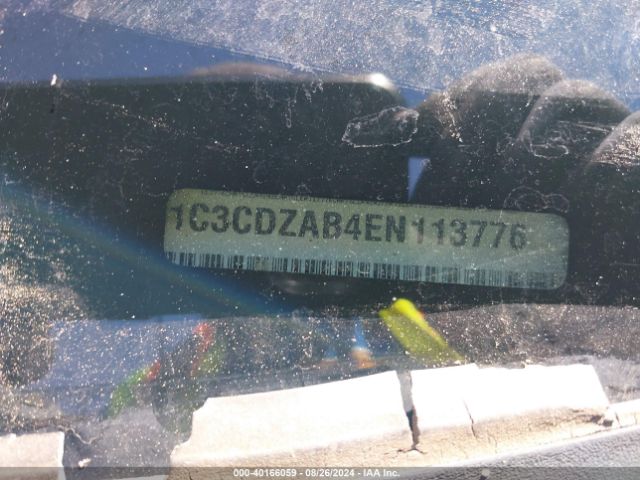 1C3CDZAB4EN113776
000-40166059 - 08/26/2024 - IAA Inc.